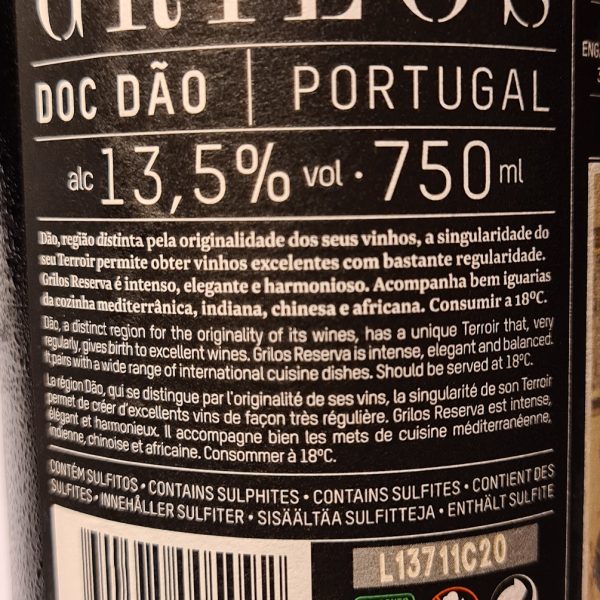 GRILOS
DOC DÃO | PORTUGAL
alc 13,5% vol · 750 ml
Dão, região distinta pela originalidade dos seus vinhos, a singularidade do
seu Terroir permite obter vinhos excelentes com bastante regularidade.
Grilos Reserva é intenso, elegante e harmonioso. Acompanha bem iguarias
da cozinha mediterrânica, indiana, chinesa e africana. Consumir a 18ºC.
Dão, a distinct region for the originality of its wines, has a unique Terroir that, very
regularly, gives birth to excellent wines. Grilos Reserva is intense, elegant and balanced.
It pairs with a wide range of international cuisine dishes. Should be served at 18ºC.
La région Dão, qui se distingue par l'originalité de ses vins, la singularité de son Terroir
permet de créer d'excellents vins de façon très régulière. Grilos Reserva est intense,
élégant et harmonieux. Il accompagne bien les mets de cuisine méditerranéenne,
indienne, chinoise et africaine. Consommer à 18ºC.
CONTÉM SULFITOS • CONTAINS SULPHITES • CONTAINS SULFITES • CONTIENT DES
SULFITES • INNEHÅLLER SULFITER • SISÄÄLTÄÄ SULFITTEJA • ENTHÄLT SULFITE
L13711C20